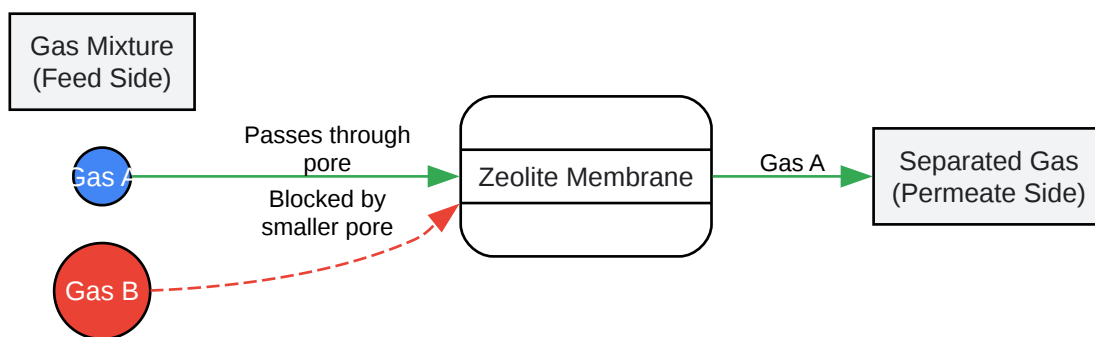 Gas Mixture
(Feed Side)
Passes through
pore
Gas A
Blocked by
smaller pore
Gas B
Zeolite Membrane
Gas A
Separated Gas
(Permeate Side)